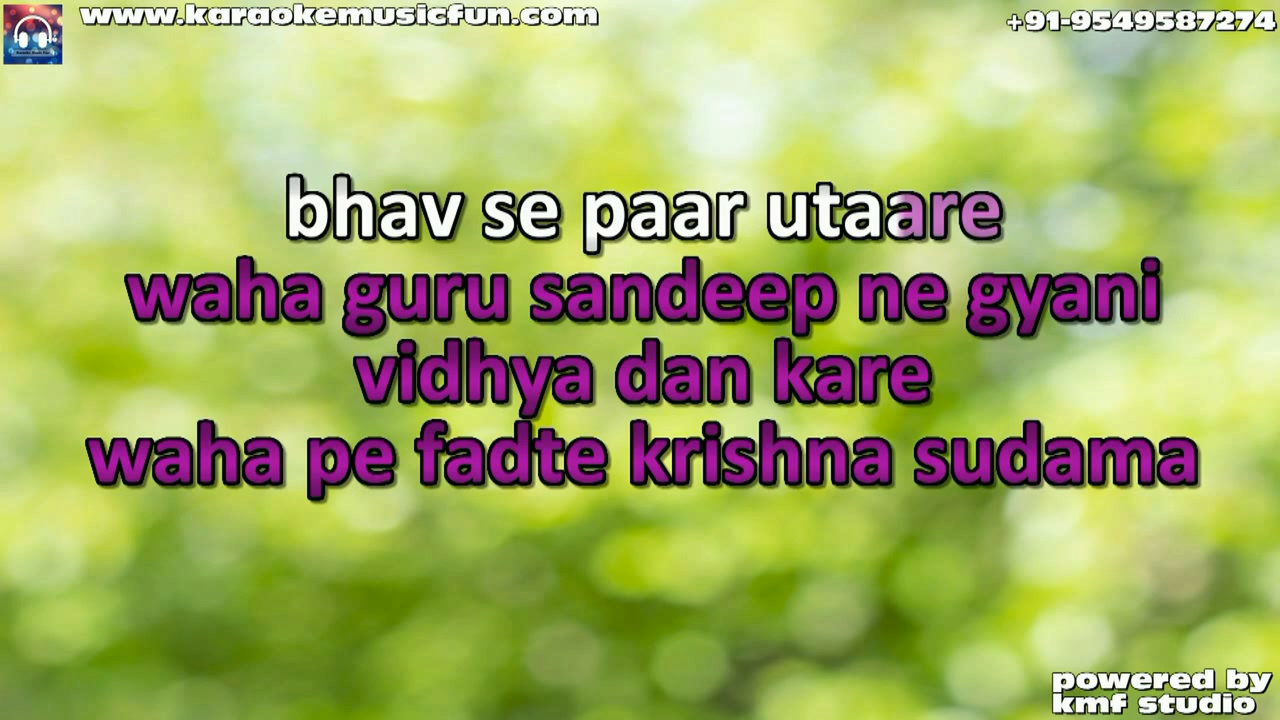 www.karaokemusicfun.com
+91-9549587274
bhav se paar utaare
waha guru sandeep ne gyani
vidhya dan kare
waha pe fadte krishna sudama
powered by
kmf studio